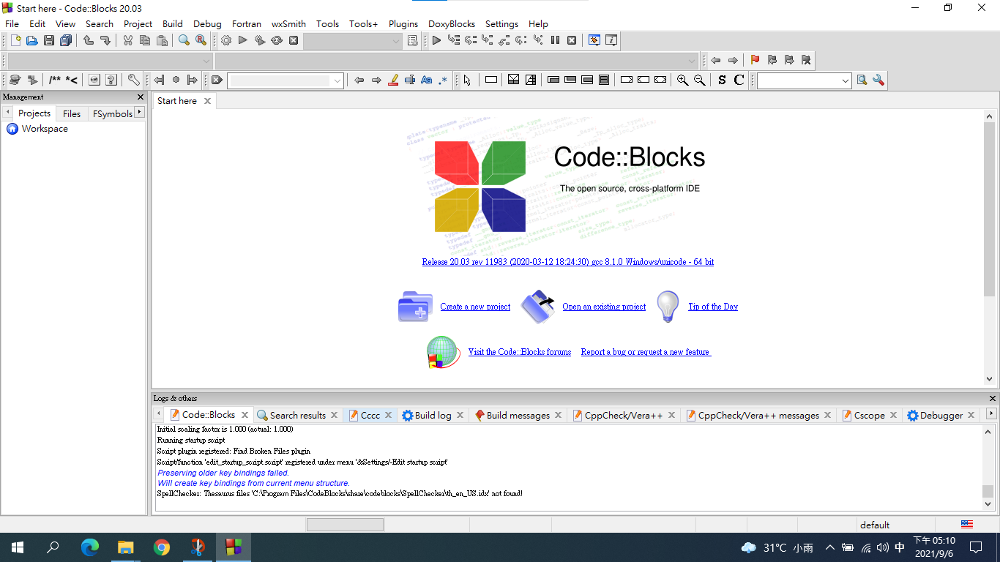 Start here - Code::Blocks 20.03
File Edit View Search Project Build Debug Fortran wxSmith Tools Tools+ Plugins DoxyBlocks Settings Help
/** *<
Aa .*
S C
Management
Projects Files FSymbols
Workspace
Start here
Code::Blocks
The open source, cross-platform IDE
Release 20.03 rev 11983 (2020-03-12 18:24:30) gcc 8.1.0 Windows/unicode - 64 bit
Create a new project Open an existing project Tip of the Day
Visit the Code::Blocks forums Report a bug or request a new feature
Logs & others
Code::Blocks Search results Cccc Build log Build messages CppCheck/Vera++ CppCheck/Vera++ messages Cscope Debugger
Initial scaling factor is 1.000 (actual: 1.000)
Running startup script
Script plugin registered: Find Broken Files plugin
Script/function 'edit_startup_script.script' registered under menu '&Settings/-Edit startup script'
Preserving older key bindings failed.
Will create key bindings from current menu structure.
SpellChecker: Thesaurus files 'C:\Program Files\CodeBlocks\share\codeblocks\SpellChecker\th_en_US.idx' not found!
default
31°C 小雨
中
下午 05:10
2021/9/6